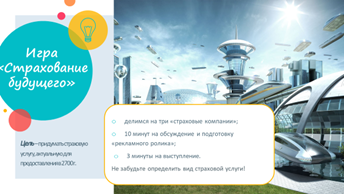 Игра
«Страхование
будущего»
Цель – придумать страховую
услугу, актуальную для
предоставления в 2700г.
делимся на три «страховые компании»;
10 минут на обсуждение и подготовку
«рекламного ролика»;
3 минуты на выступление.
Не забудьте определить вид страховой услуги!